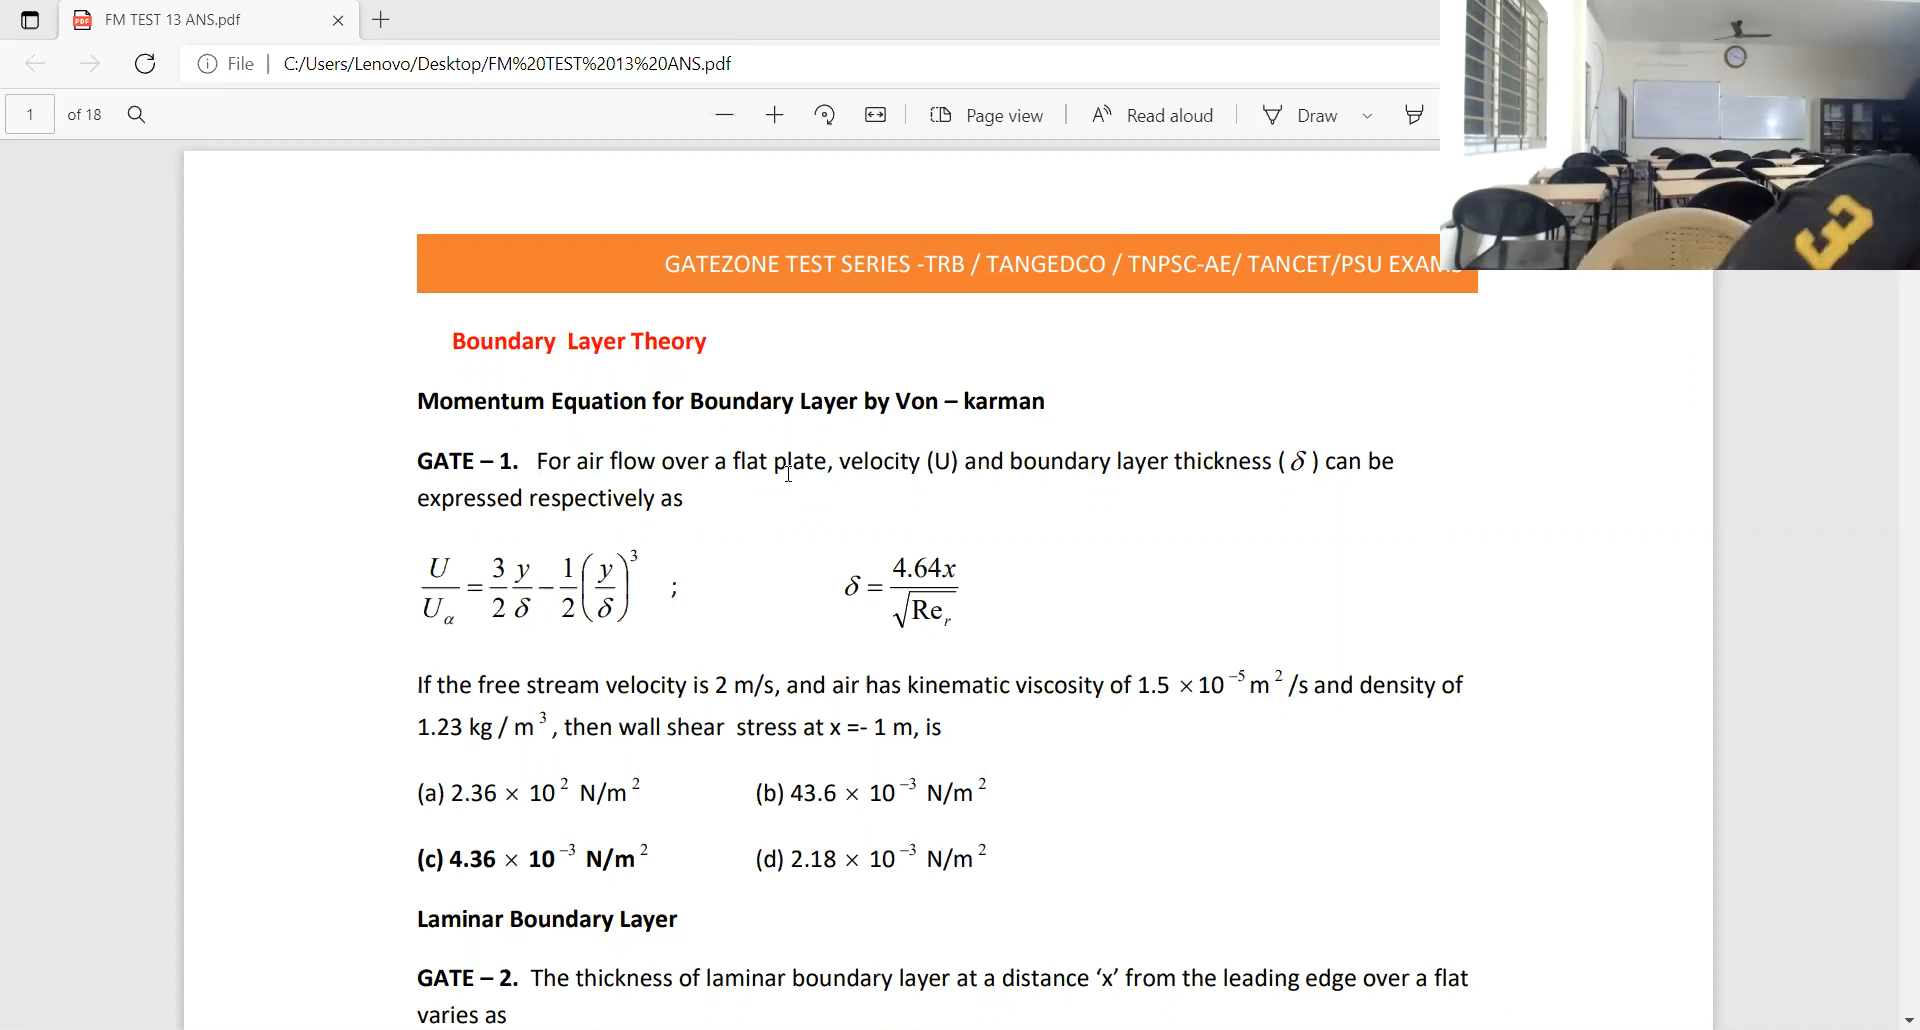 FM TEST 13 ANS.pdf
File | C:/Users/Lenovo/Desktop/FM%20TEST%2013%20ANS.pdf
1 of 18 Page view Read aloud Draw
GATEZONE TEST SERIES -TRB / TANGEDCO / TNPSC-AE/ TANCET/PSU EXAMS
Boundary Layer Theory
Momentum Equation for Boundary Layer by Von – karman
GATE – 1. For air flow over a flat plate, velocity (U) and boundary layer thickness ( δ ) can be
expressed respectively as
U/U_α = 3/2 y/δ − 1/2 (y/δ)^3 ; δ = 4.64x/√Re_r
If the free stream velocity is 2 m/s, and air has kinematic viscosity of 1.5 ×10⁻⁵ m² /s and density of
1.23 kg / m³ , then wall shear stress at x =- 1 m, is
(a) 2.36 × 10² N/m² (b) 43.6 × 10⁻³ N/m²
(c) 4.36 × 10⁻³ N/m² (d) 2.18 × 10⁻³ N/m²
Laminar Boundary Layer
GATE – 2. The thickness of laminar boundary layer at a distance ‘x’ from the leading edge over a flat
varies as